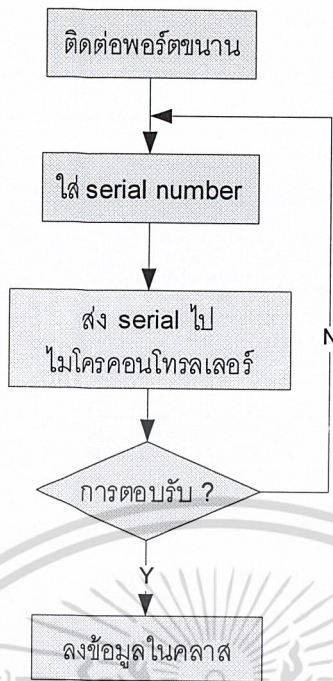 ติดต่อพอร์ตขนาน
ใส่ serial number
ส่ง serial ไป
ไมโครคอนโทรลเลอร์
N
การตอบรับ ?
Y
ลงข้อมูลในคลาส